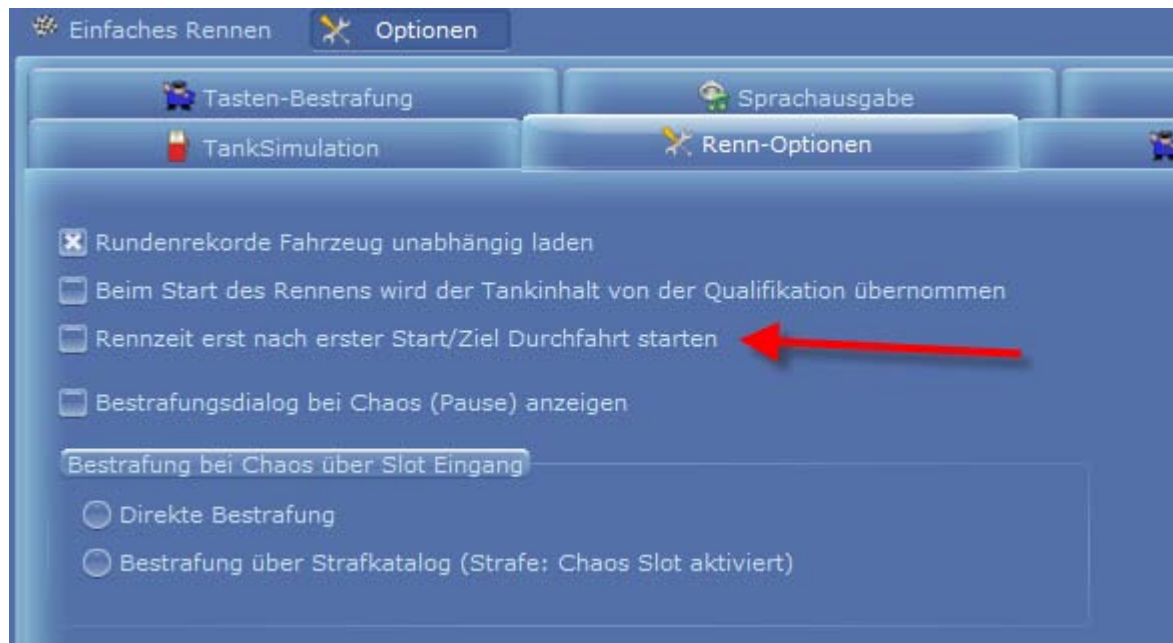 Einfaches Rennen
Optionen
Tasten-Bestrafung
Sprachausgabe
TankSimulation
Renn-Optionen
Rundenrekorde Fahrzeug unabhängig laden
Beim Start des Rennens wird der Tankinhalt von der Qualifikation übernommen
Rennzeit erst nach erster Start/Ziel Durchfahrt starten
Bestrafungsdialog bei Chaos (Pause) anzeigen
Bestrafung bei Chaos über Slot Eingang
Direkte Bestrafung
Bestrafung über Strafkatalog (Strafe: Chaos Slot aktiviert)